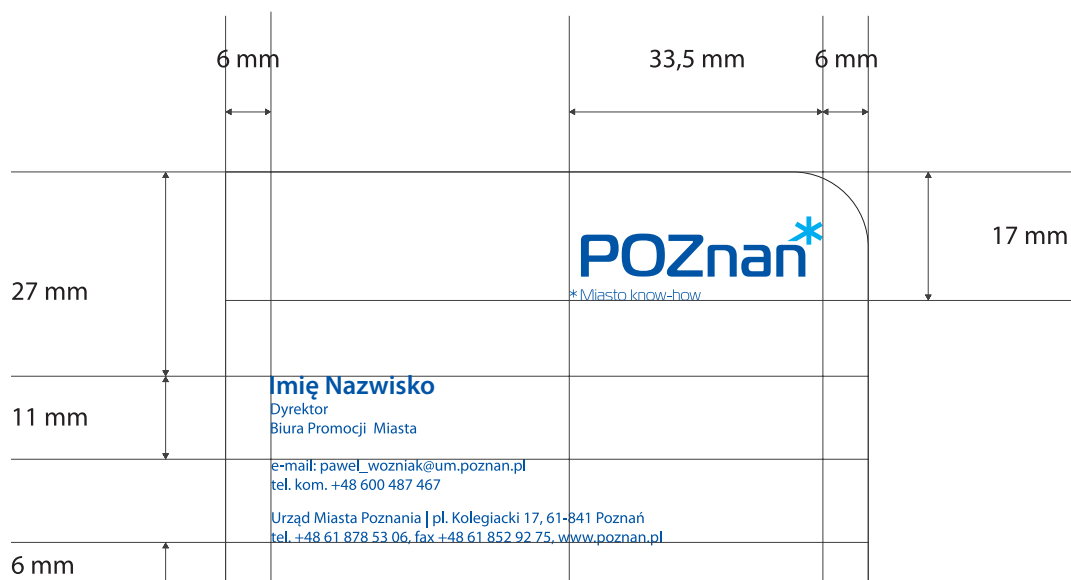 6 mm
33,5 mm
6 mm
17 mm
27 mm
11 mm
6 mm
POZnan*
* Miasto know-how
Imię Nazwisko
Dyrektor
Biura Promocji Miasta
e-mail: pawel_wozniak@um.poznan.pl
tel. kom. +48 600 487 467
Urząd Miasta Poznania | pl. Kolegiacki 17, 61-841 Poznań
tel. +48 61 878 53 06, fax +48 61 852 92 75, www.poznan.pl